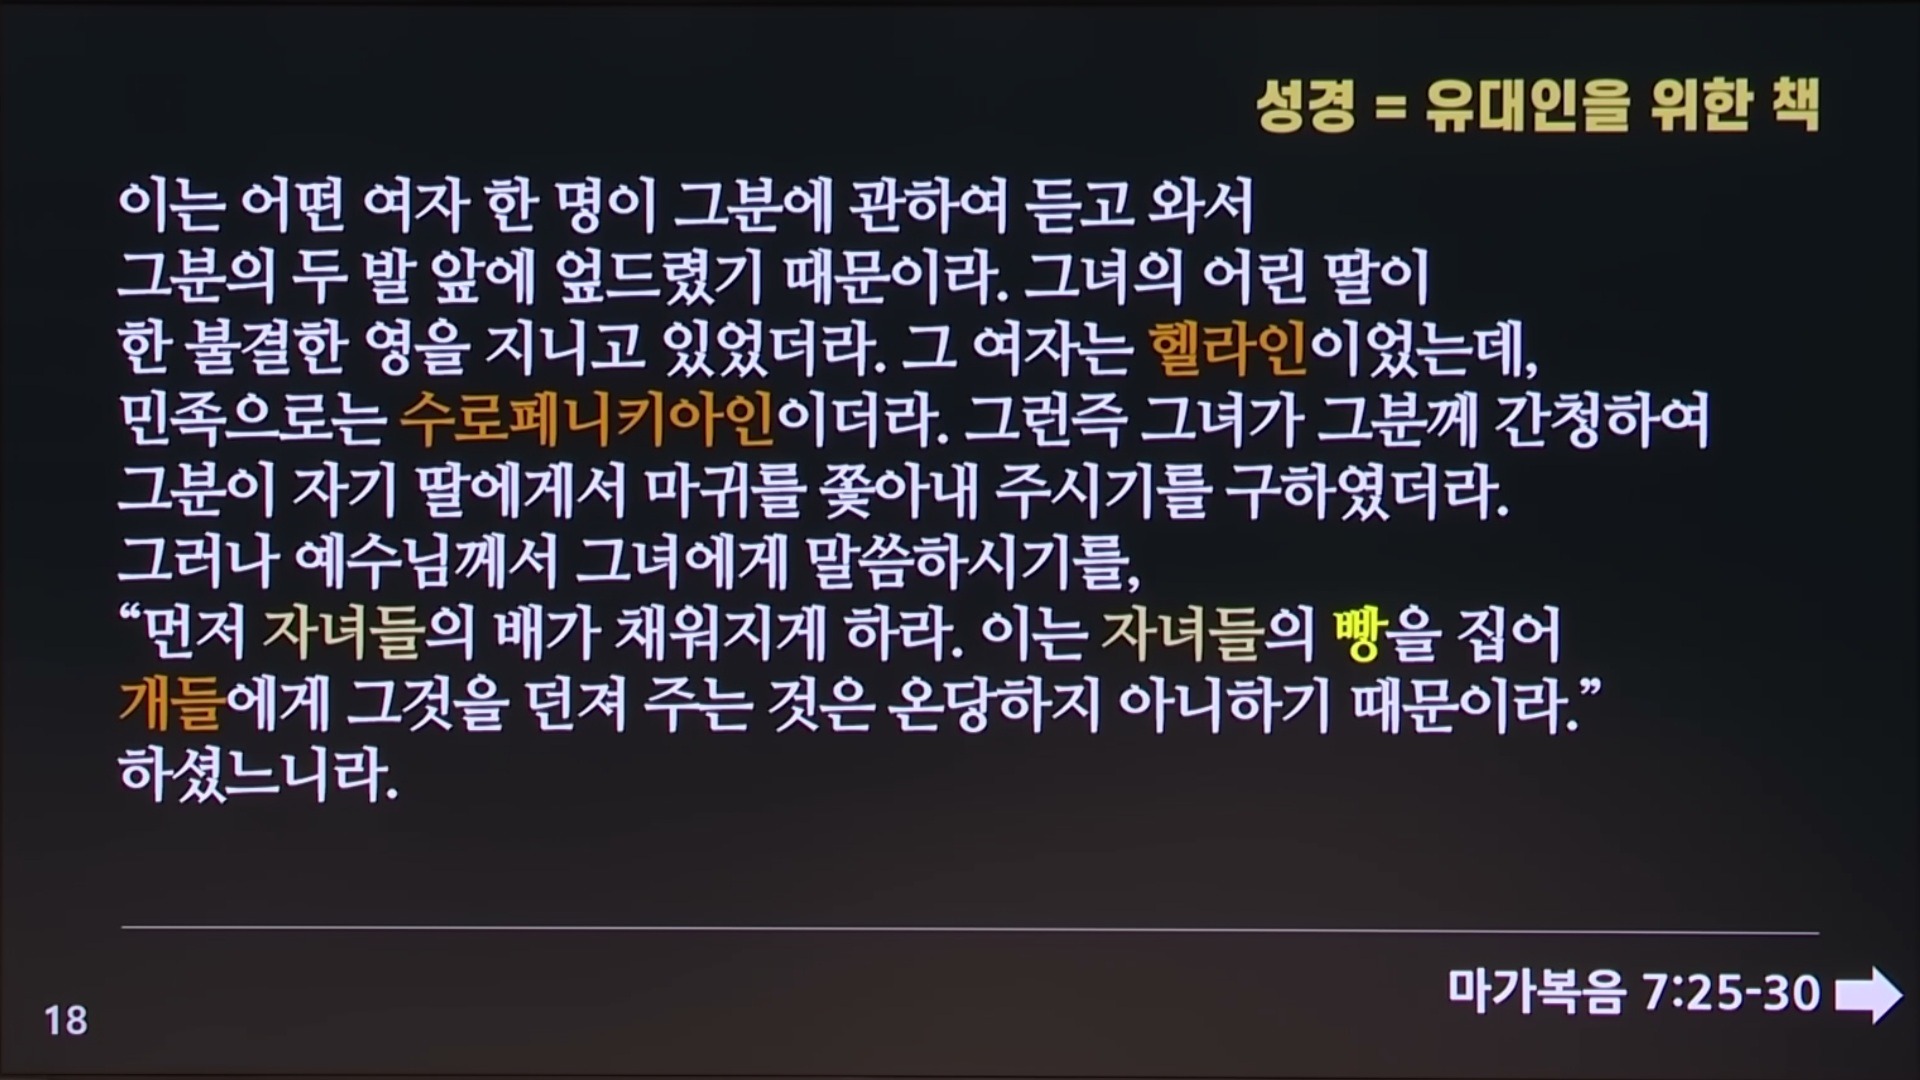 성경 = 유대인을 위한 책
이는 어떤 여자 한 명이 그분에 관하여 듣고 와서
그분의 두 발 앞에 엎드렸기 때문이라. 그녀의 어린 딸이
한 불결한 영을 지니고 있었더라. 그 여자는 헬라인이었는데,
민족으로는 수로페니키아인이더라. 그런즉 그녀가 그분께 간청하여
그분이 자기 딸에게서 마귀를 쫓아내 주시기를 구하였더라.
그러나 예수님께서 그녀에게 말씀하시기를,
“먼저 자녀들의 배가 채워지게 하라. 이는 자녀들의 빵을 집어
개들에게 그것을 던져 주는 것은 온당하지 아니하기 때문이라.”
하셨느니라.
마가복음 7:25-30
18